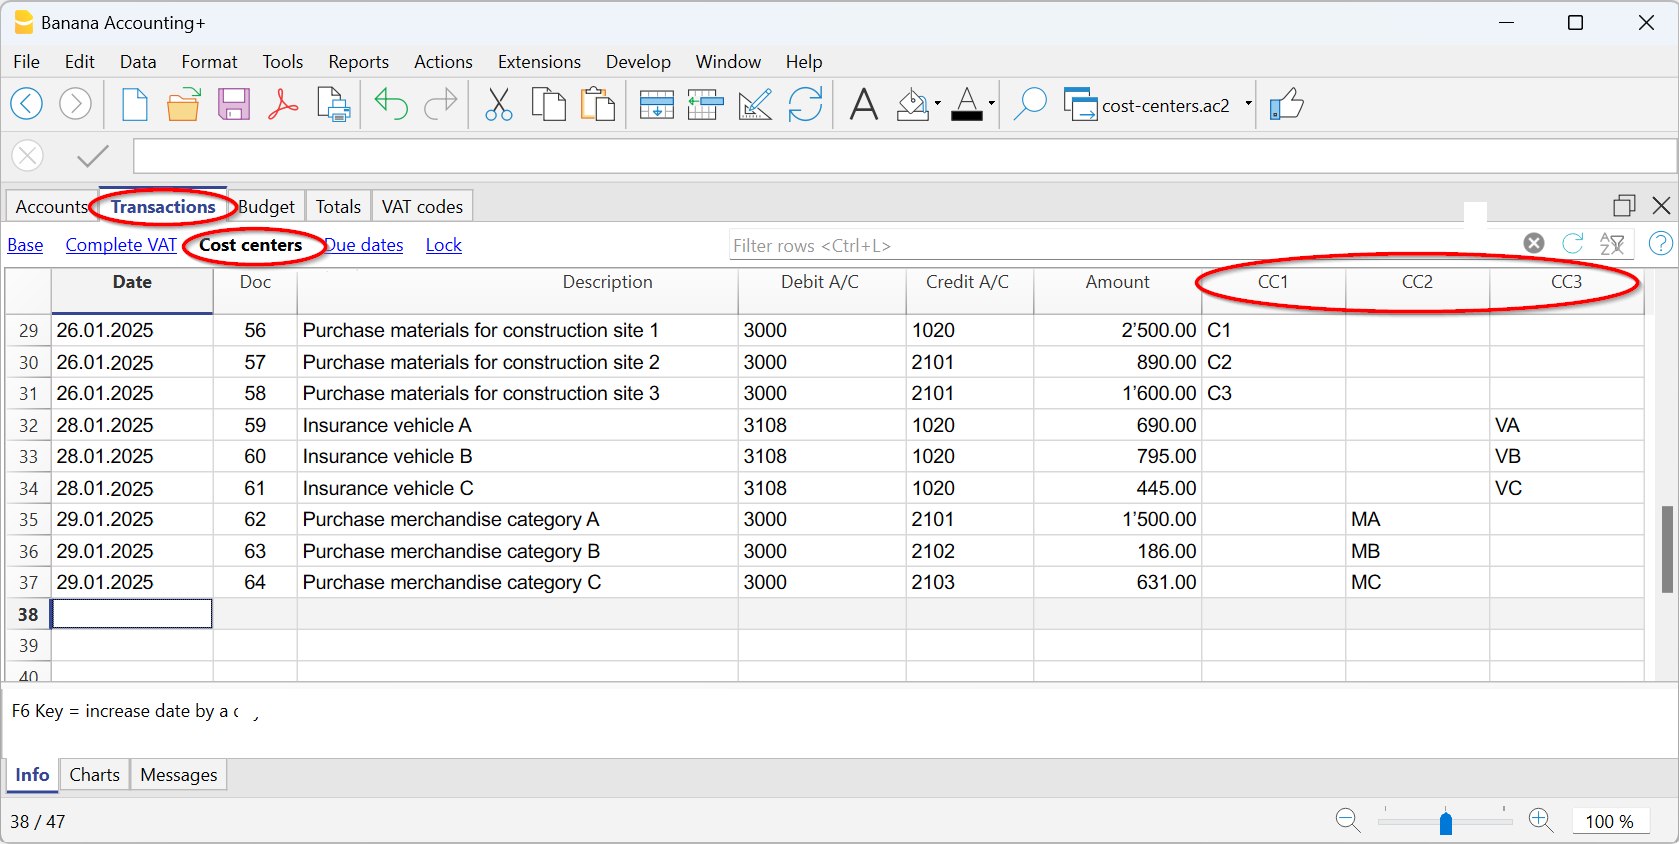 Banana Accounting+
File Edit Data Format Tools Reports Actions Extensions Develop Window Help
cost-centers.ac2
Accounts Transactions Budget Totals VAT codes
Base Complete VAT Cost centers Due dates Lock Filter rows <Ctrl+L>
Date Doc Description Debit A/C Credit A/C Amount CC1 CC2 CC3
29 26.01.2025 56 Purchase materials for construction site 1 3000 1020 2’500.00 C1
30 26.01.2025 57 Purchase materials for construction site 2 3000 2101 890.00 C2
31 26.01.2025 58 Purchase materials for construction site 3 3000 2101 1’600.00 C3
32 28.01.2025 59 Insurance vehicle A 3108 1020 690.00 VA
33 28.01.2025 60 Insurance vehicle B 3108 1020 795.00 VB
34 28.01.2025 61 Insurance vehicle C 3108 1020 445.00 VC
35 29.01.2025 62 Purchase merchandise category A 3000 2101 1’500.00 MA
36 29.01.2025 63 Purchase merchandise category B 3000 2102 186.00 MB
37 29.01.2025 64 Purchase merchandise category C 3000 2103 631.00 MC
38
39
40
F6 Key = increase date by a
Info Charts Messages
38 / 47
100 %